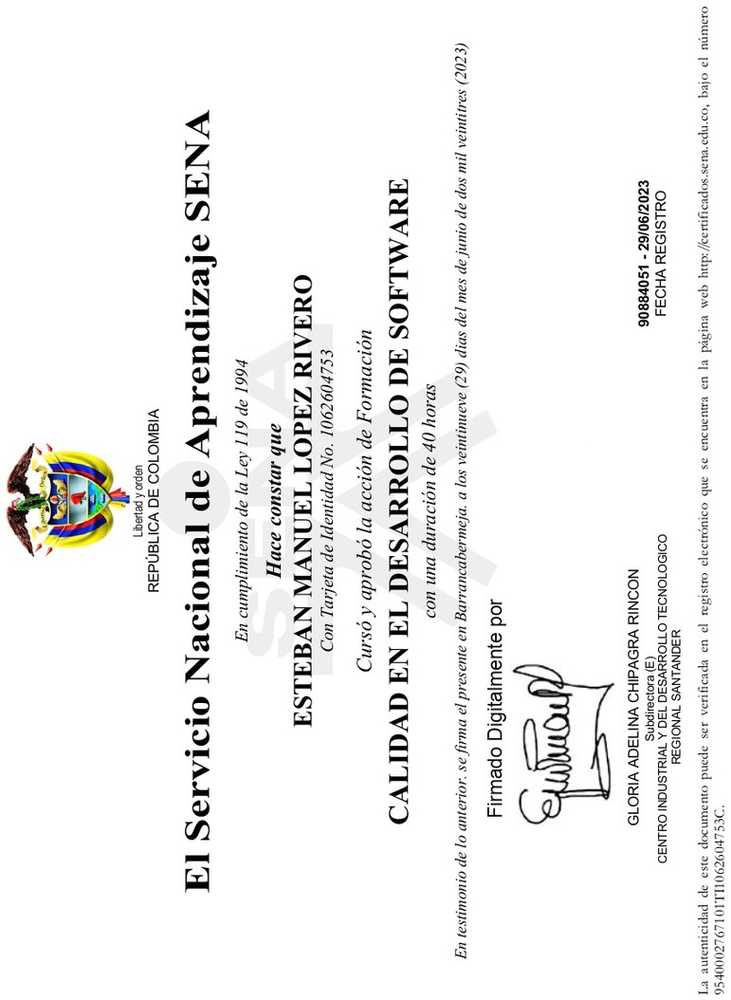 Libertad y orden
REPÚBLICA DE COLOMBIA
El Servicio Nacional de Aprendizaje SENA
En cumplimiento de la Ley 119 de 1994
Hace constar que
ESTEBAN MANUEL LOPEZ RIVERO
Con Tarjeta de Identidad No. 1062604753
Cursó y aprobó la acción de Formación
CALIDAD EN EL DESARROLLO DE SOFTWARE
con una duración de 40 horas
En testimonio de lo anterior, se firma el presente en Barrancabermeja, a los veintinueve (29) dias del mes de junio de dos mil veintitres (2023)
Firmado Digitalmente por
GLORIA ADELINA CHIPAGRA RINCON
Subdirectora (E)
CENTRO INDUSTRIAL Y DEL DESARROLLO TECNOLOGICO
REGIONAL SANTANDER
90884051 - 29/06/2023
FECHA REGISTRO
La autenticidad de este documento puede ser verificada en el registro electrónico que se encuentra en la página web http://certificados.sena.edu.co, bajo el número
9540002767101TI1062604753C.
SENA